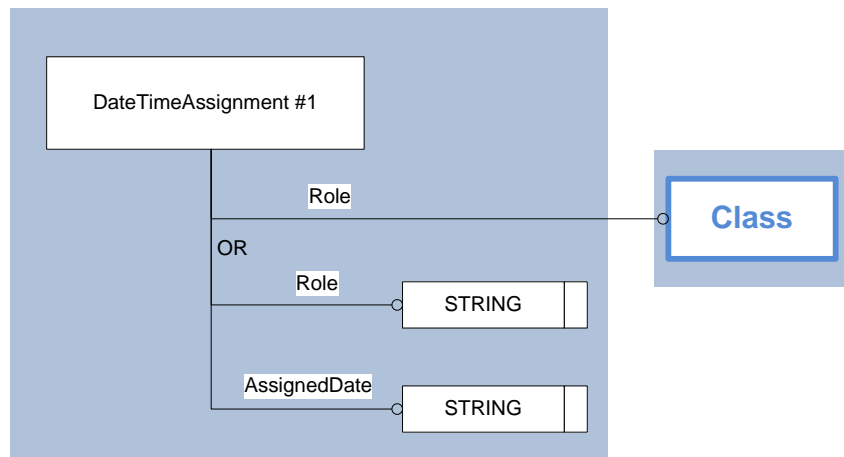 DateTimeAssignment #1
Role
Class
OR
Role
STRING
AssignedDate
STRING